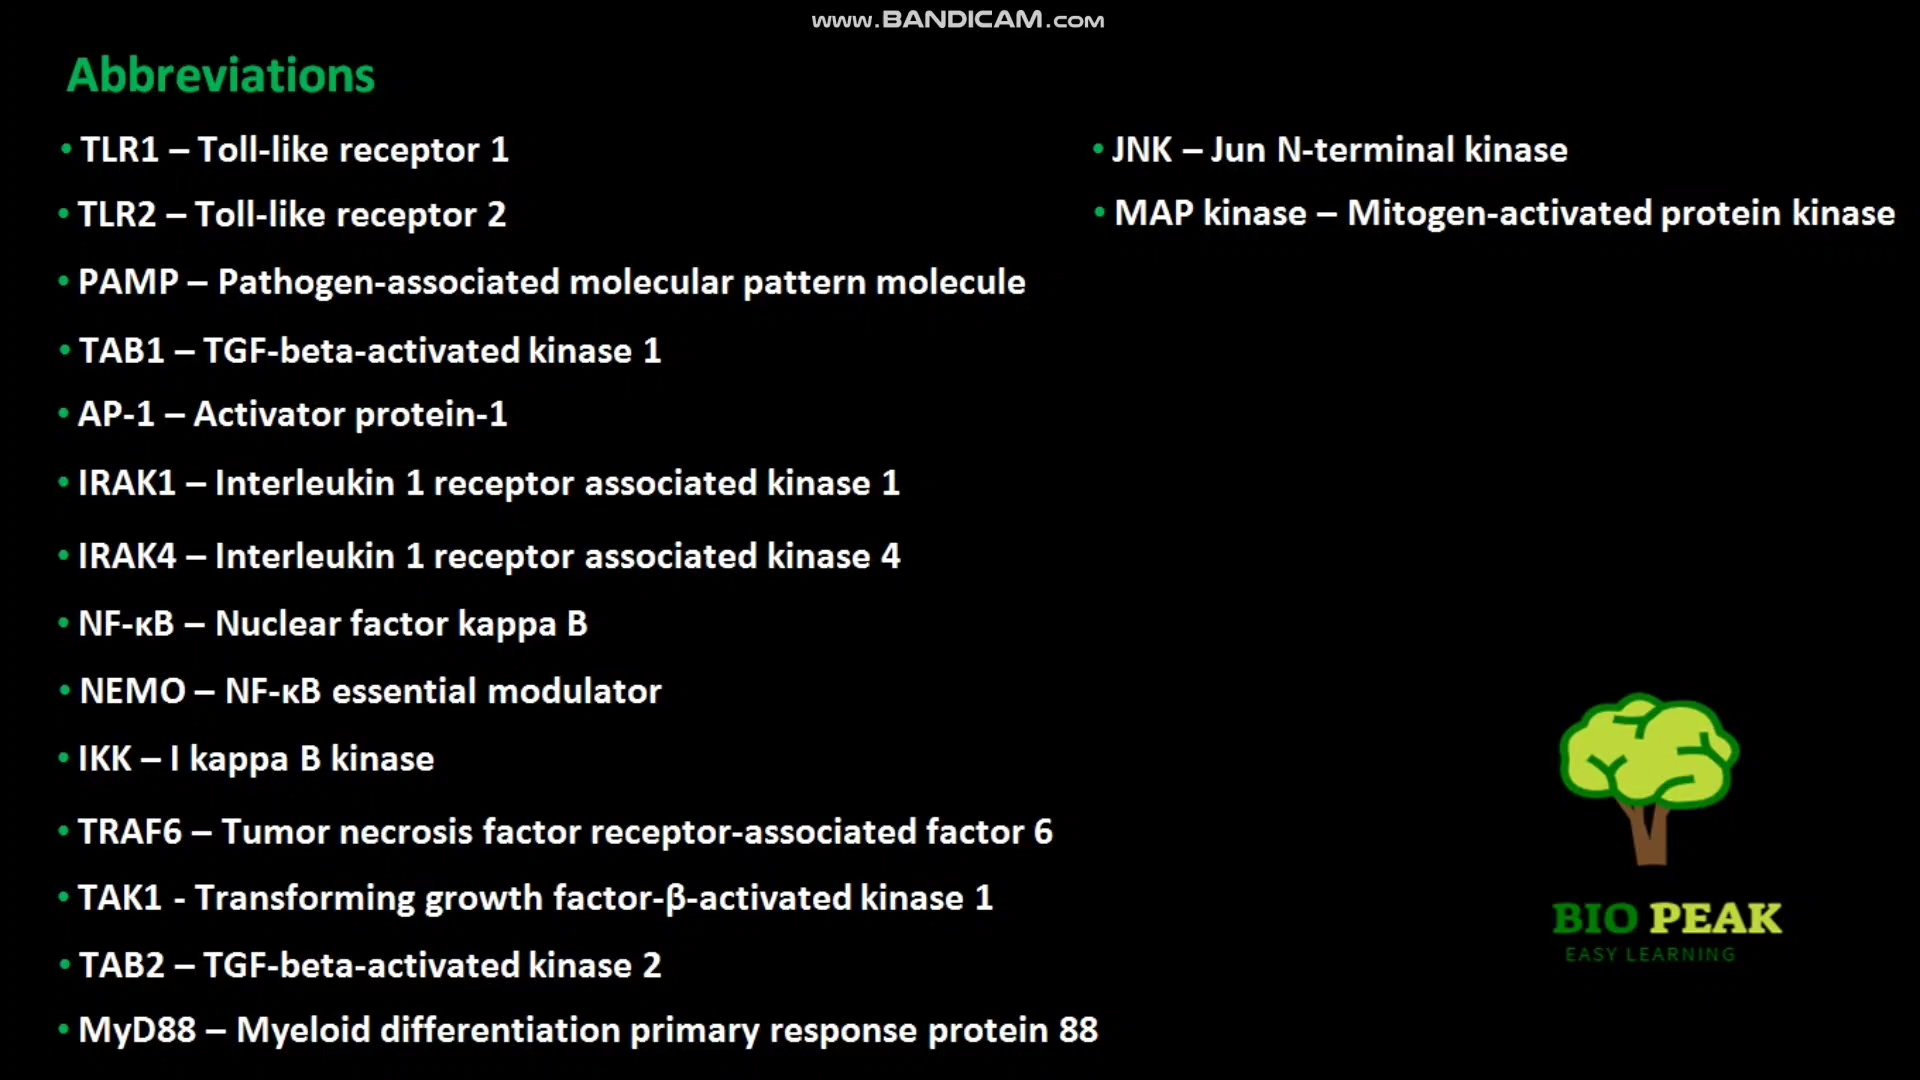 www.BANDICAM.com
Abbreviations
• TLR1 – Toll-like receptor 1
• TLR2 – Toll-like receptor 2
• PAMP – Pathogen-associated molecular pattern molecule
• TAB1 – TGF-beta-activated kinase 1
• AP-1 – Activator protein-1
• IRAK1 – Interleukin 1 receptor associated kinase 1
• IRAK4 – Interleukin 1 receptor associated kinase 4
• NF-κB – Nuclear factor kappa B
• NEMO – NF-κB essential modulator
• IKK – I kappa B kinase
• TRAF6 – Tumor necrosis factor receptor-associated factor 6
• TAK1 - Transforming growth factor-β-activated kinase 1
• TAB2 – TGF-beta-activated kinase 2
• MyD88 – Myeloid differentiation primary response protein 88
• JNK – Jun N-terminal kinase
• MAP kinase – Mitogen-activated protein kinase
BIO PEAK
EASY LEARNING